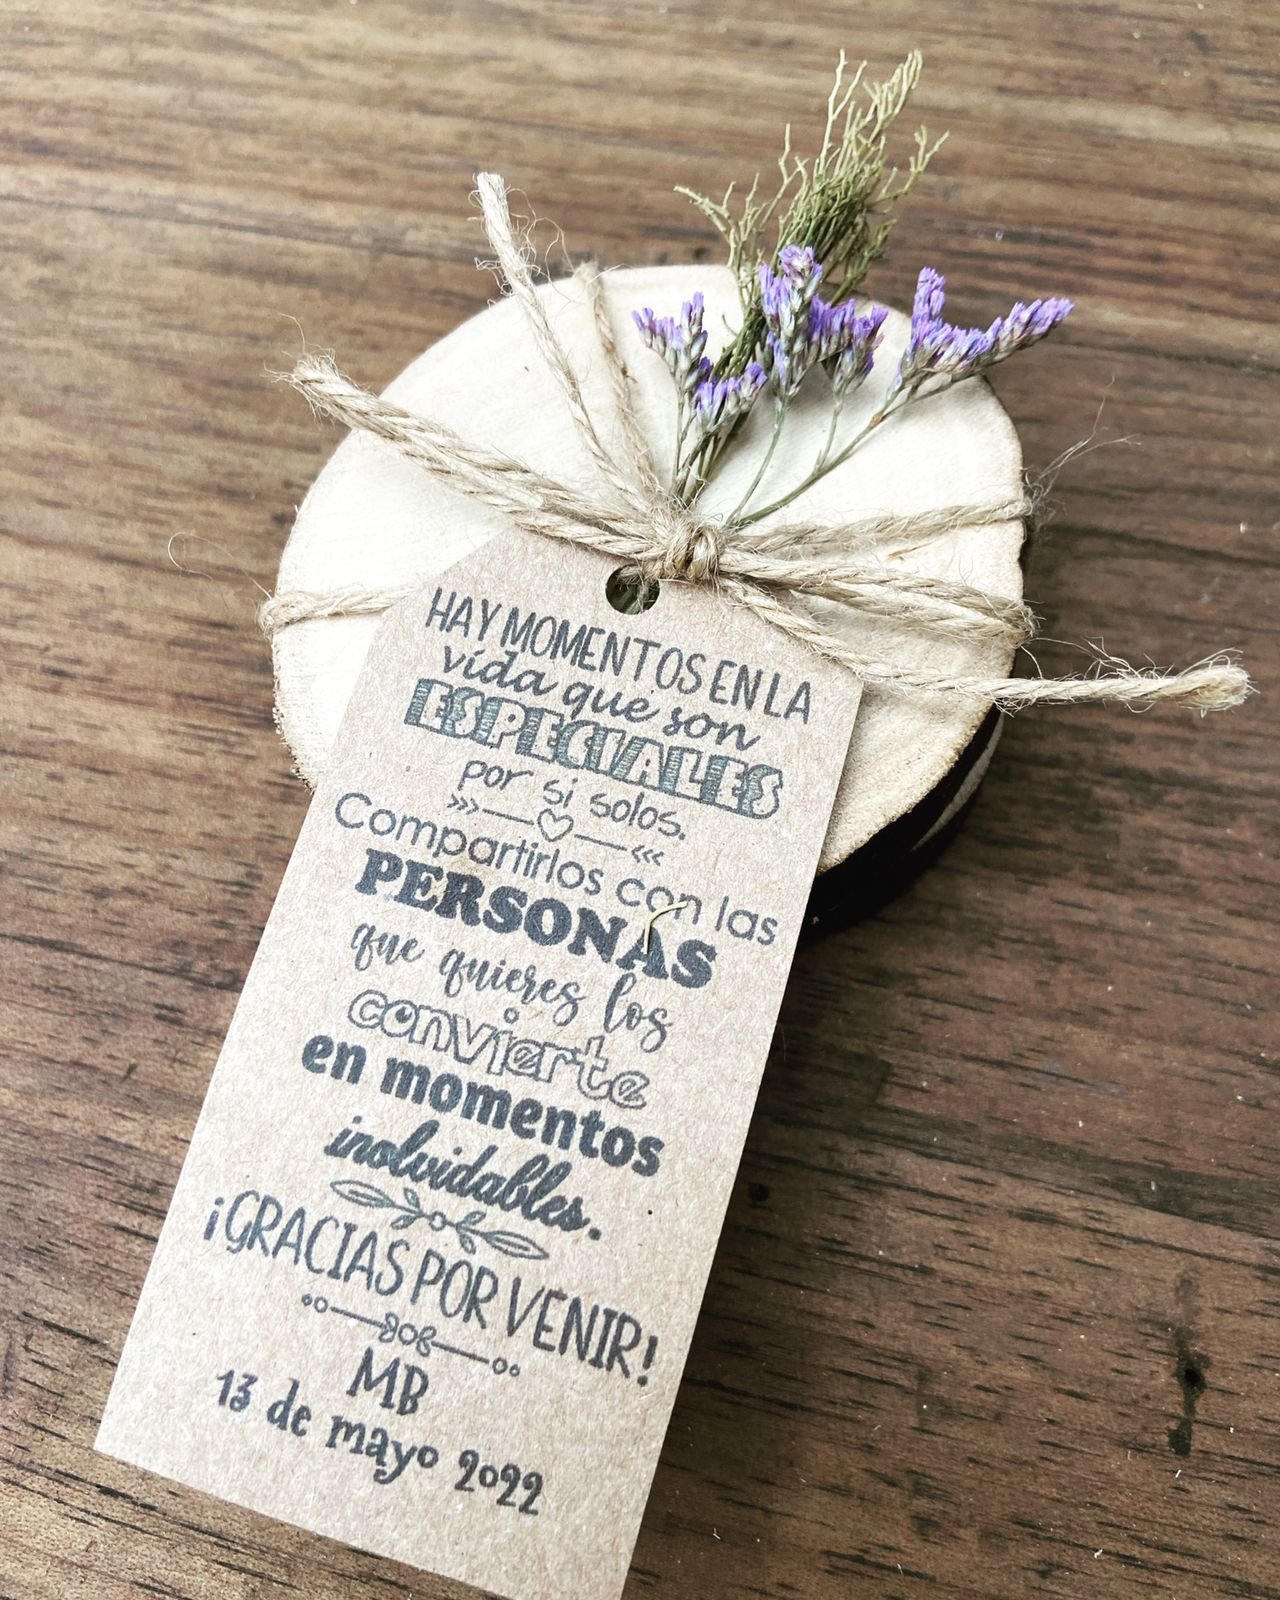 HAY MOMENTOS EN LA
vida que son
ESPECIALES
por si solos.
Compartirlos con las
PERSONAS
que quieres los
convierte
en momentos
inolvidables.
¡GRACIAS POR VENIR!
MB
13 de mayo 2022